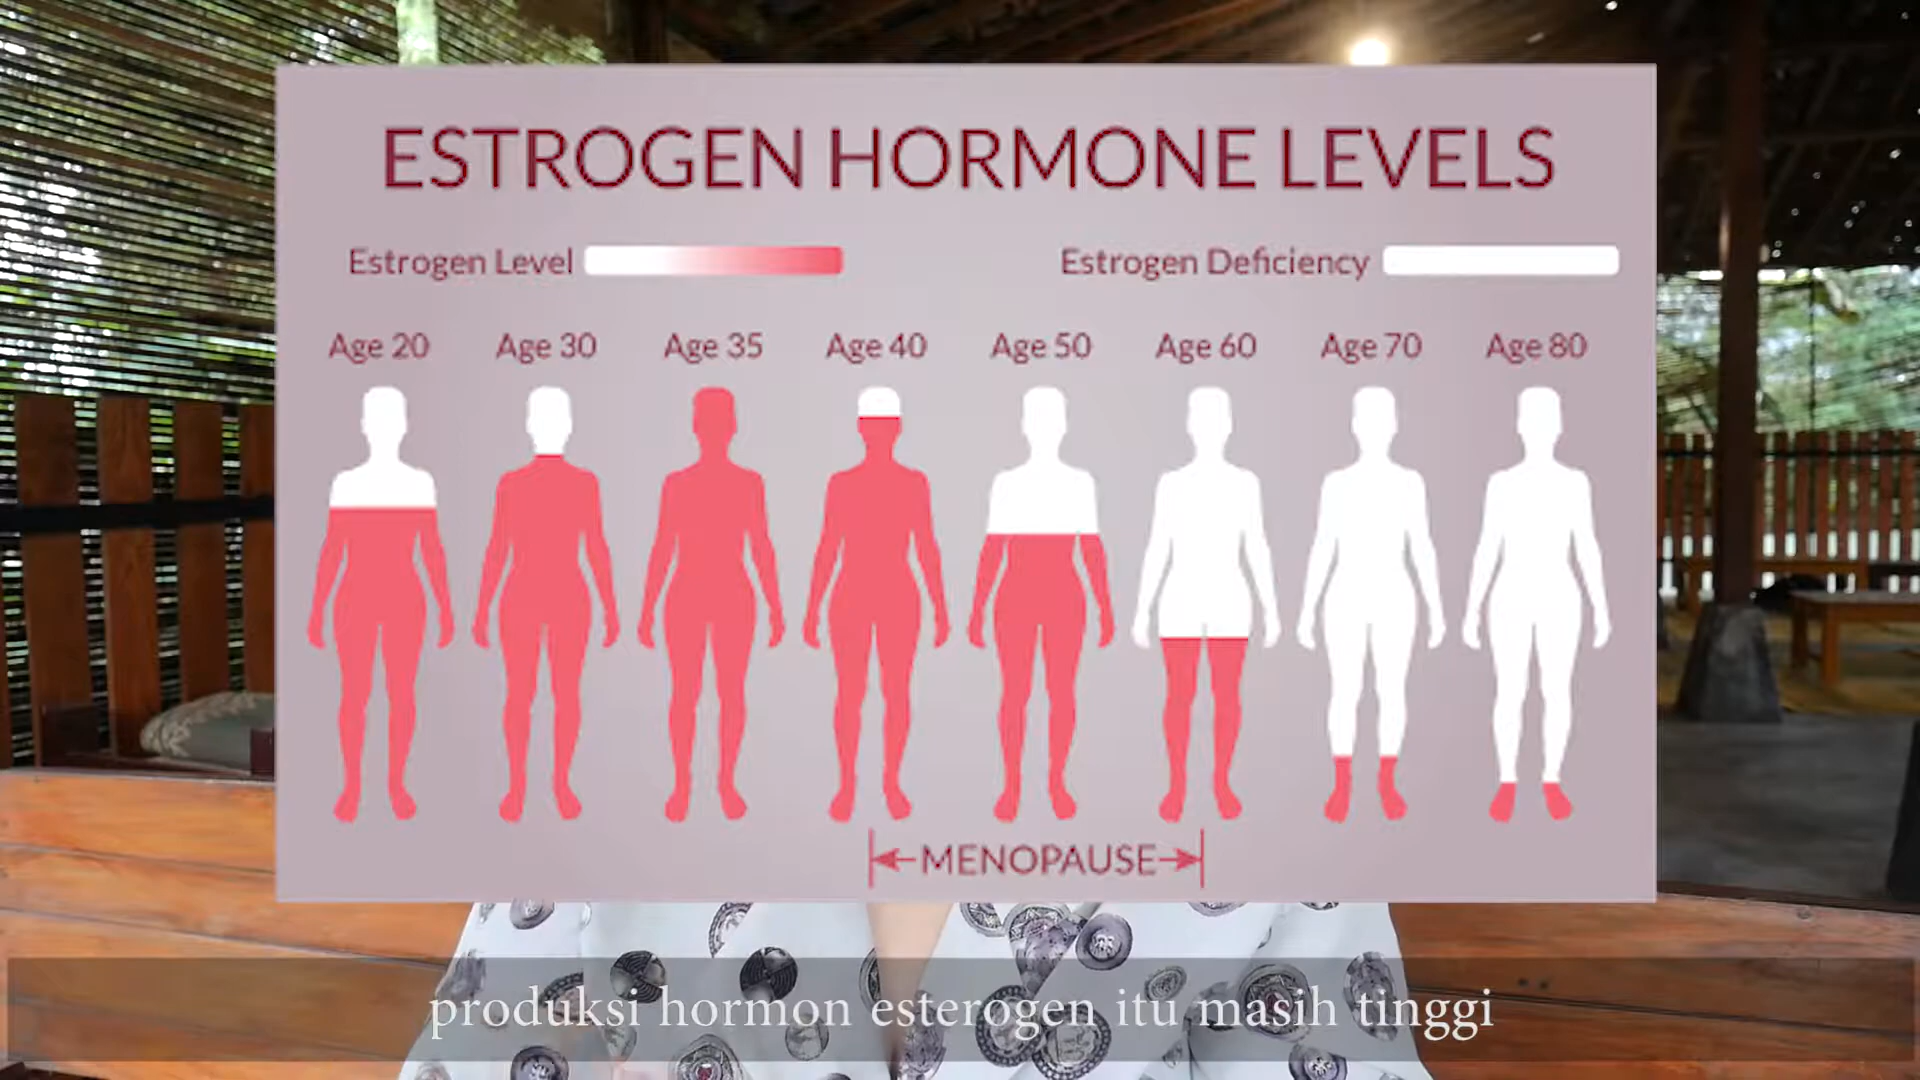 ESTROGEN HORMONE LEVELS
Estrogen Level
Estrogen Deficiency
Age 20 Age 30 Age 35 Age 40 Age 50 Age 60 Age 70 Age 80
MENOPAUSE
produksi hormon esterogen itu masih tinggi